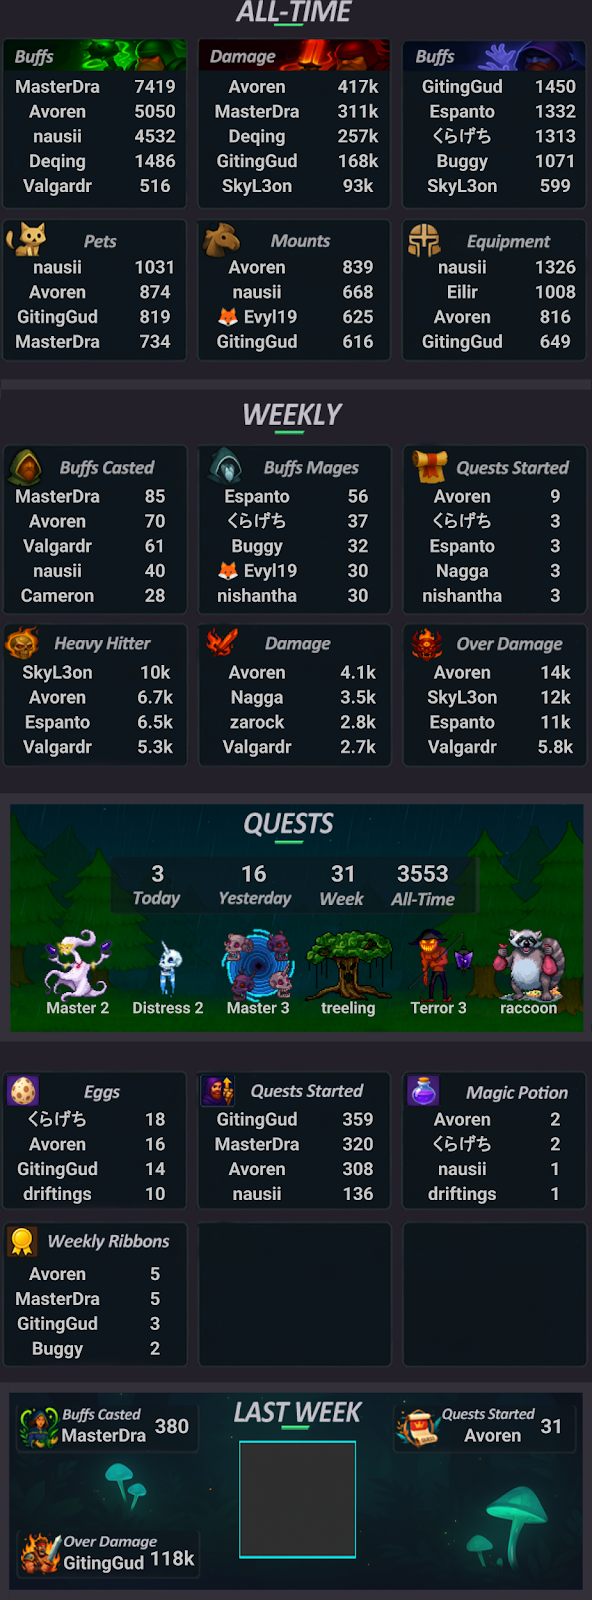 ALL-TIME
Buffs
MasterDra 7419
Avoren 5050
nausii 4532
Deqing 1486
Valgardr 516
Damage
Avoren 417k
MasterDra 311k
Deqing 257k
GitingGud 168k
SkyL3on 93k
Buffs
GitingGud 1450
Espanto 1332
くらげち 1313
Buggy 1071
SkyL3on 599
Pets
nausii 1031
Avoren 874
GitingGud 819
MasterDra 734
Mounts
Avoren 839
nausii 668
🦊 Evyl19 625
GitingGud 616
Equipment
nausii 1326
Eilir 1008
Avoren 816
GitingGud 649
WEEKLY
Buffs Casted
MasterDra 85
Avoren 70
Valgardr 61
nausii 40
Cameron 28
Buffs Mages
Espanto 56
くらげち 37
Buggy 32
🦊 Evyl19 30
nishantha 30
Quests Started
Avoren 9
くらげち 3
Espanto 3
Nagga 3
nishantha 3
Heavy Hitter
SkyL3on 10k
Avoren 6.7k
Espanto 6.5k
Valgardr 5.3k
Damage
Avoren 4.1k
Nagga 3.5k
zarock 2.8k
Valgardr 2.7k
Over Damage
Avoren 14k
SkyL3on 12k
Espanto 11k
Valgardr 5.8k
QUESTS
3 16 31 3553
Today Yesterday Week All-Time
Master 2 Distress 2 Master 3 treeling Terror 3 raccoon
Eggs
くらげち 18
Avoren 16
GitingGud 14
driftings 10
Quests Started
GitingGud 359
MasterDra 320
Avoren 308
nausii 136
Magic Potion
Avoren 2
くらげち 2
nausii 1
driftings 1
Weekly Ribbons
Avoren 5
MasterDra 5
GitingGud 3
Buggy 2
LAST WEEK
Buffs Casted
MasterDra 380
Quests Started
Avoren 31
Over Damage
GitingGud 118k